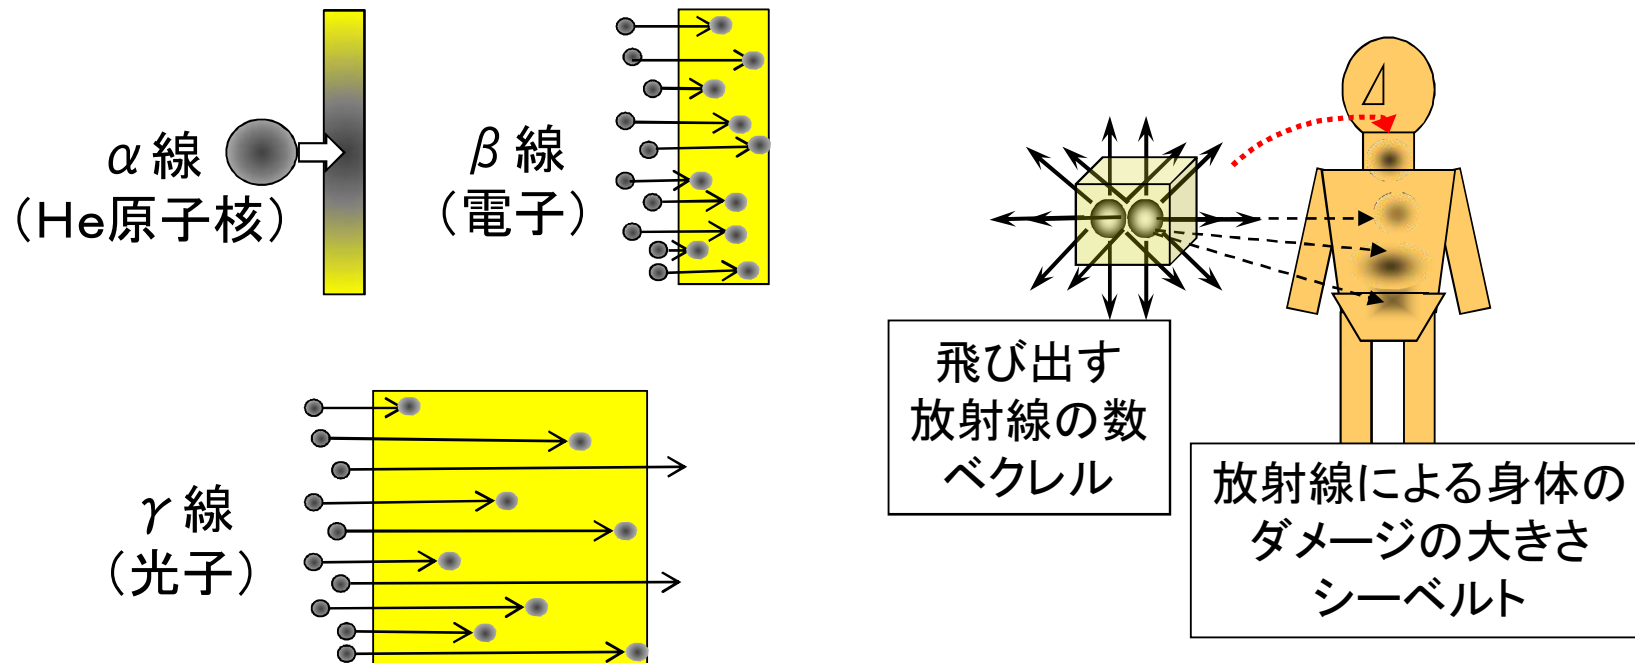 α線
（He原子核）
β線
（電子）
γ線
（光子）
飛び出す
放射線の数
ベクレル
放射線による身体の
ダメージの大きさ
シーベルト